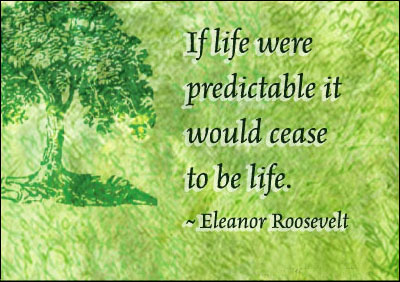 If life were
predictable it
would cease
to be life.
~ Eleanor Roosevelt